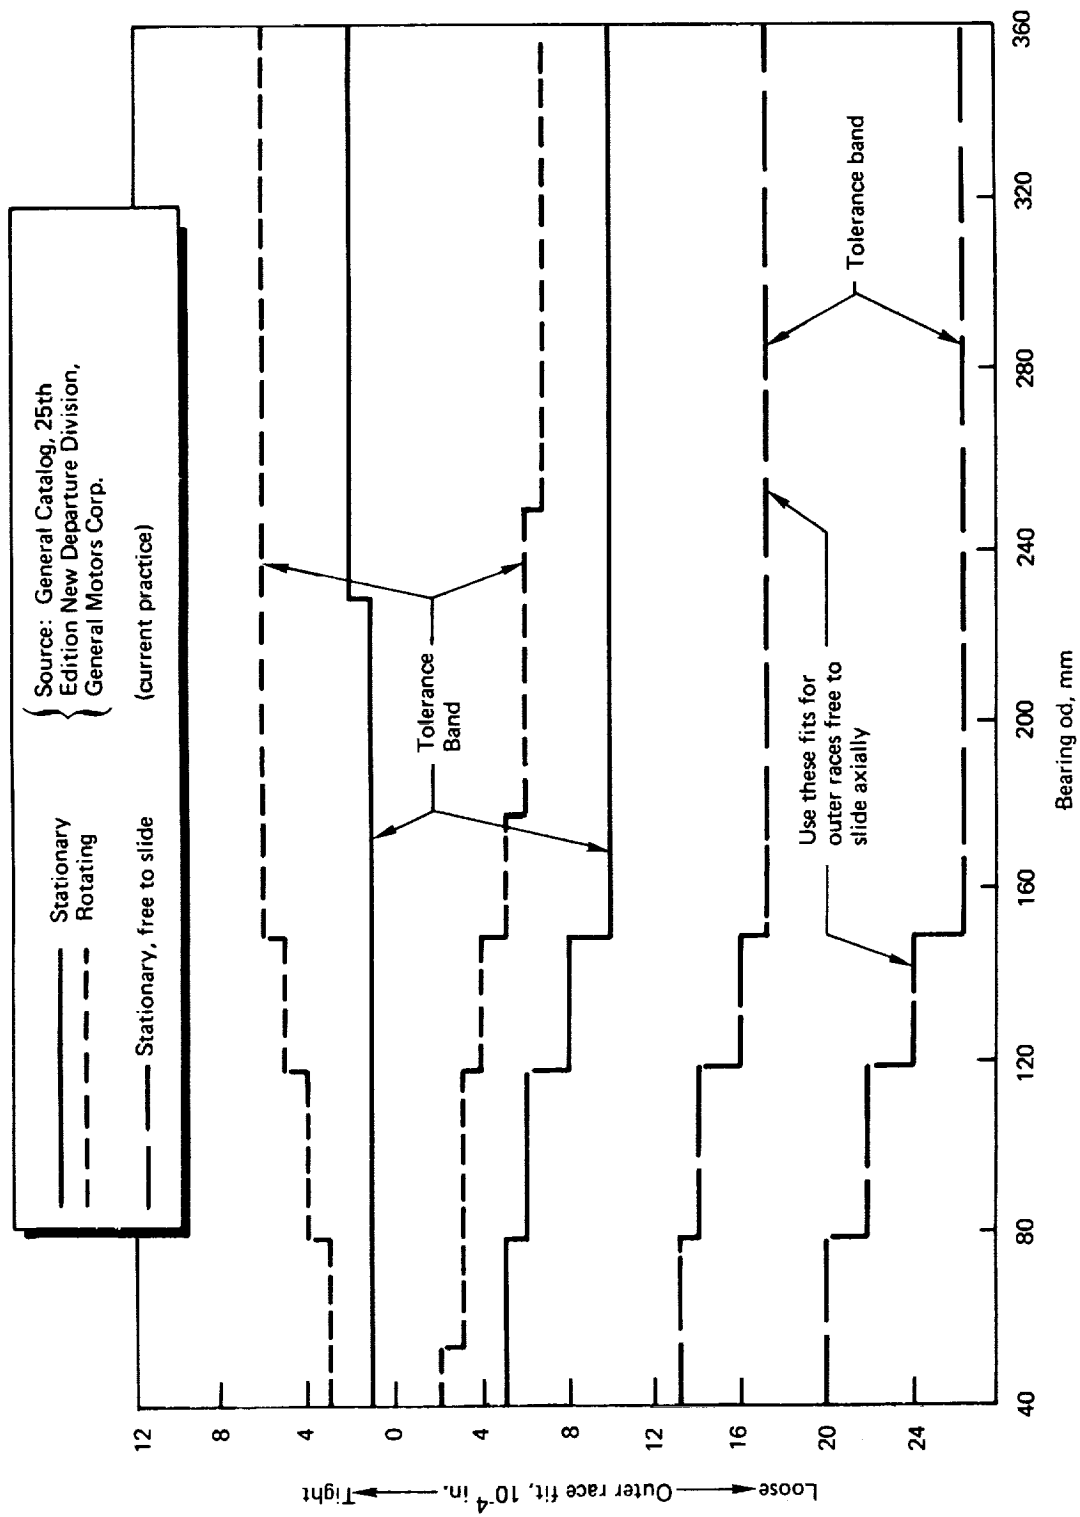 Stationary
Rotating
Stationary, free to slide
Source: General Catalog, 25th
Edition New Departure Division,
General Motors Corp.
(current practice)
12
8
4
0
4
8
12
16
20
24
Loose
Outer race fit, 10-4 in.
Tight
Tolerance
Band
Use these fits for
outer races free to
slide axially
Tolerance band
40
80
120
160
200
240
280
320
360
Bearing od, mm